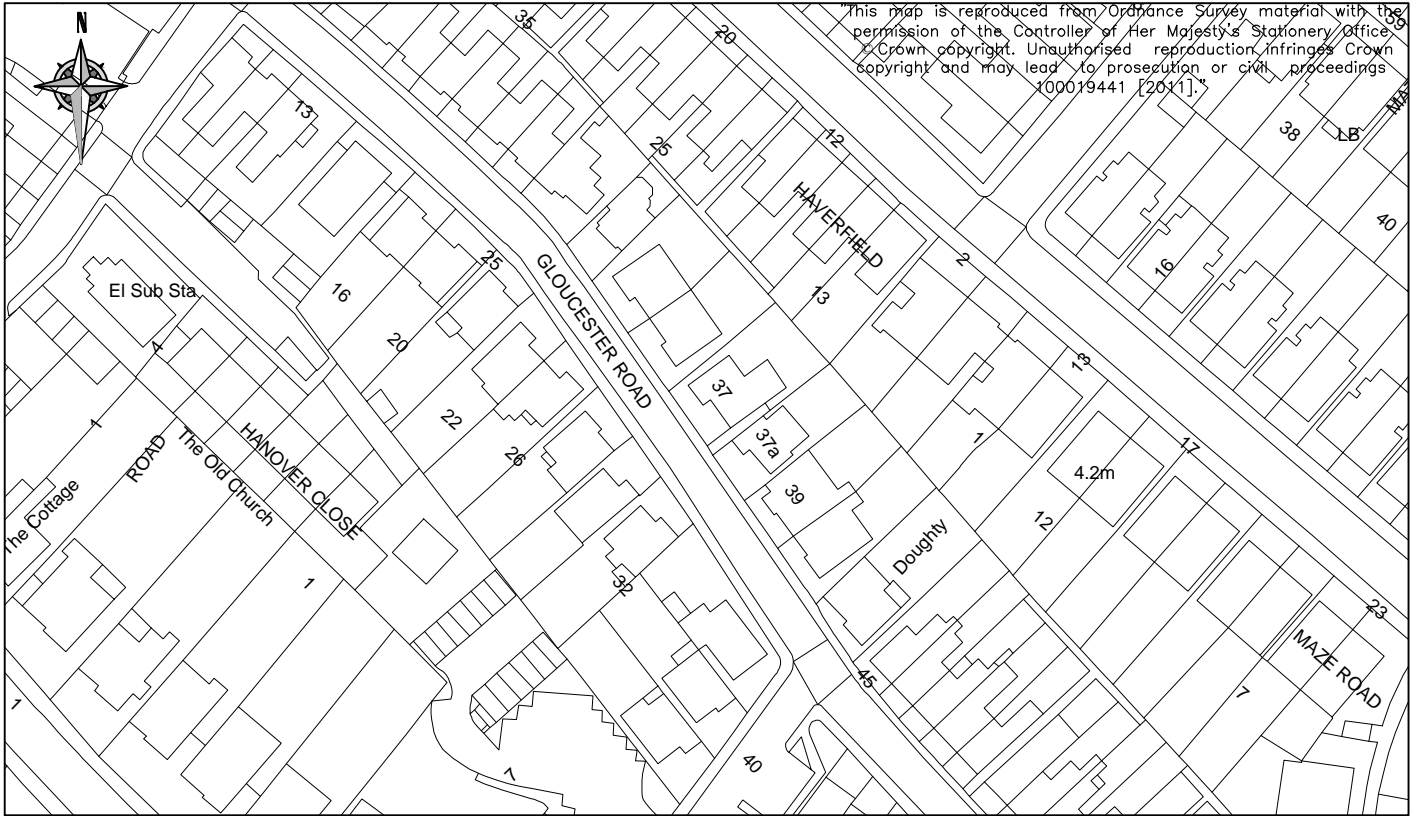 "This map is reproduced from Ordnance Survey material with the
permission of the Controller of Her Majesty's Stationery Office
© Crown copyright. Unauthorised reproduction infringes Crown
copyright and may lead to prosecution or civil proceedings
100019441 [2011]."
N
35
20
59
13
25
12
38
LB
40
HAVERFIELD
2
16
El Sub Sta
16
25
GLOUCESTER ROAD
13
20
4
13
37
22
37a
1
17
1
ROAD
The Old Church
HANOVER CLOSE
26
39
4.2m
12
The Cottage
Doughty
1
32
23
MAZE ROAD
45
7
1
7
40